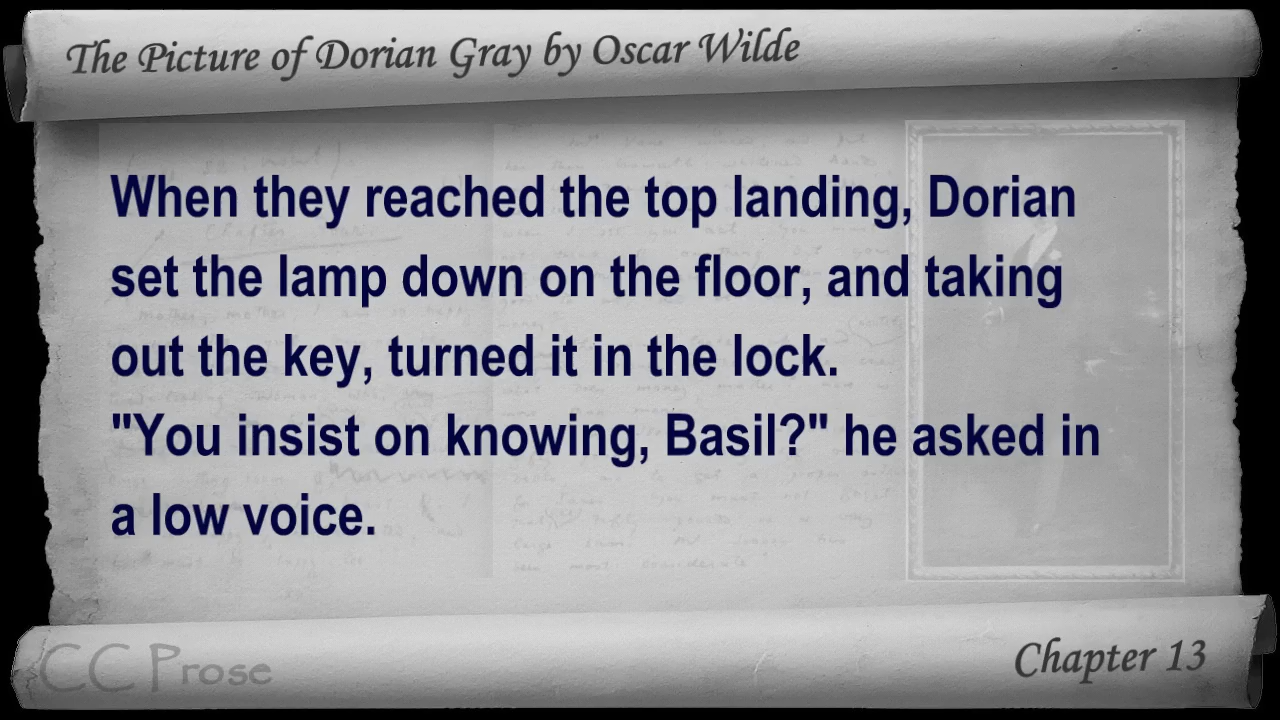 The Picture of Dorian Gray by Oscar Wilde
When they reached the top landing, Dorian
set the lamp down on the floor, and taking
out the key, turned it in the lock.
"You insist on knowing, Basil?" he asked in
a low voice.
CC Prose
Chapter 13